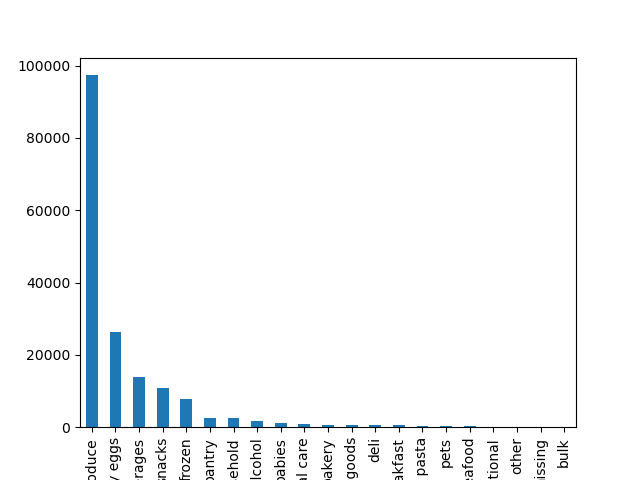 100000
80000
60000
40000
20000
0
oduce
y eggs
rages
snacks
frozen
pantry
ehold
lcohol
babies
al care
bakery
goods
deli
akfast
pasta
pets
eafood
tional
other
issing
bulk